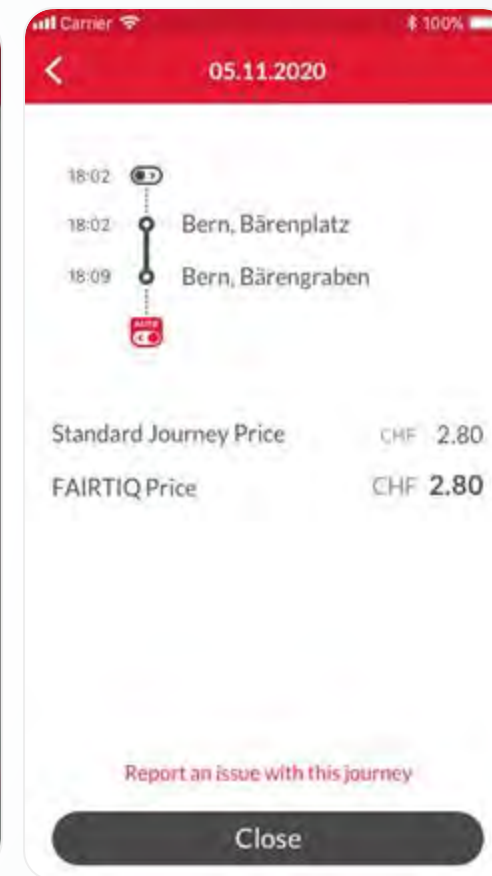 Carrier 100%
05.11.2020
18:02
18:02 Bern, Bärenplatz
18:09 Bern, Bärengraben
AUTO
Standard Journey Price CHF 2.80
FAIRTIQ Price CHF 2.80
Report an issue with this journey
Close